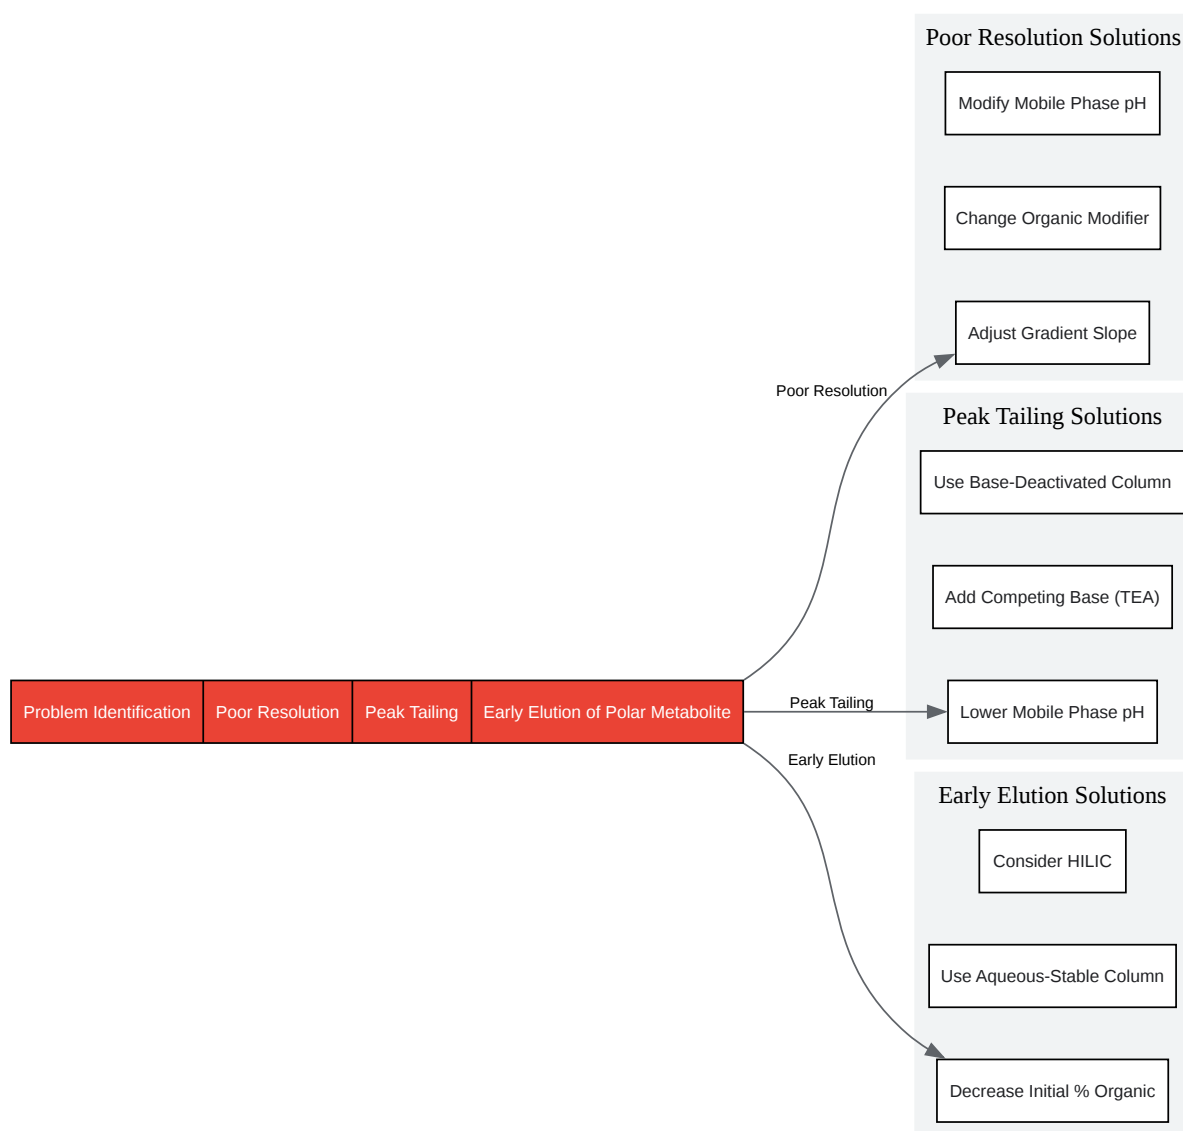 Poor Resolution Solutions
Modify Mobile Phase pH
Change Organic Modifier
Adjust Gradient Slope
Poor Resolution
Peak Tailing Solutions
Use Base-Deactivated Column
Add Competing Base (TEA)
Problem Identification
Poor Resolution
Peak Tailing
Early Elution of Polar Metabolite
Peak Tailing
Lower Mobile Phase pH
Early Elution
Early Elution Solutions
Consider HILIC
Use Aqueous-Stable Column
Decrease Initial % Organic